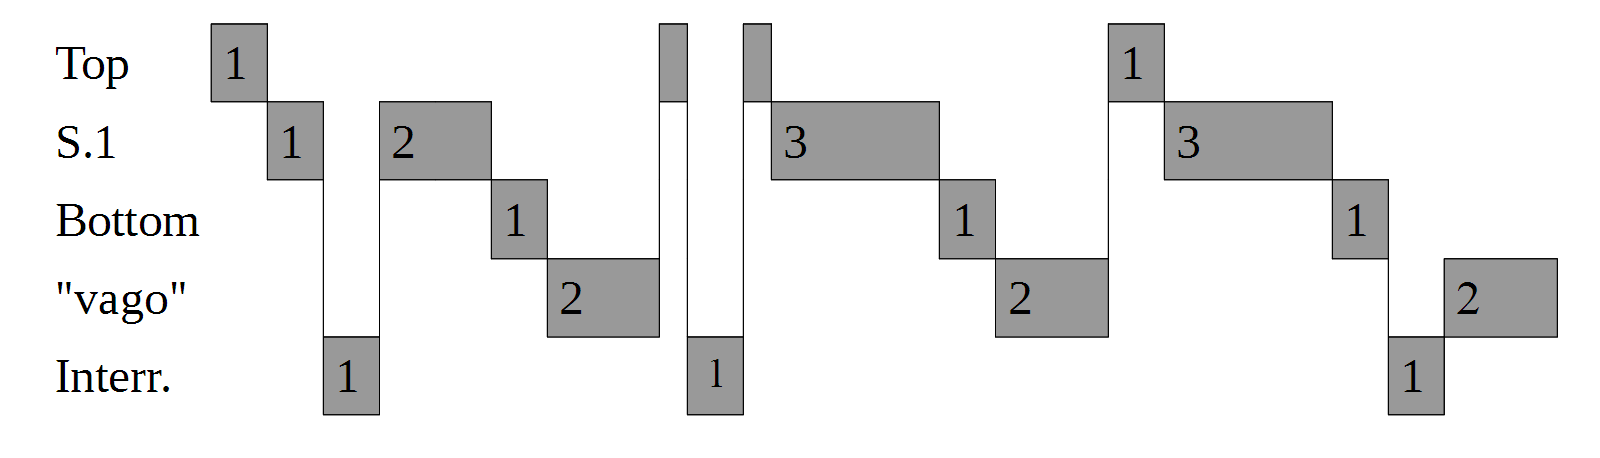 Top 1 1
S.1 1 2 3 3
Bottom 1 1 1
"vago" 2 2 2
Interr. 1 1 1